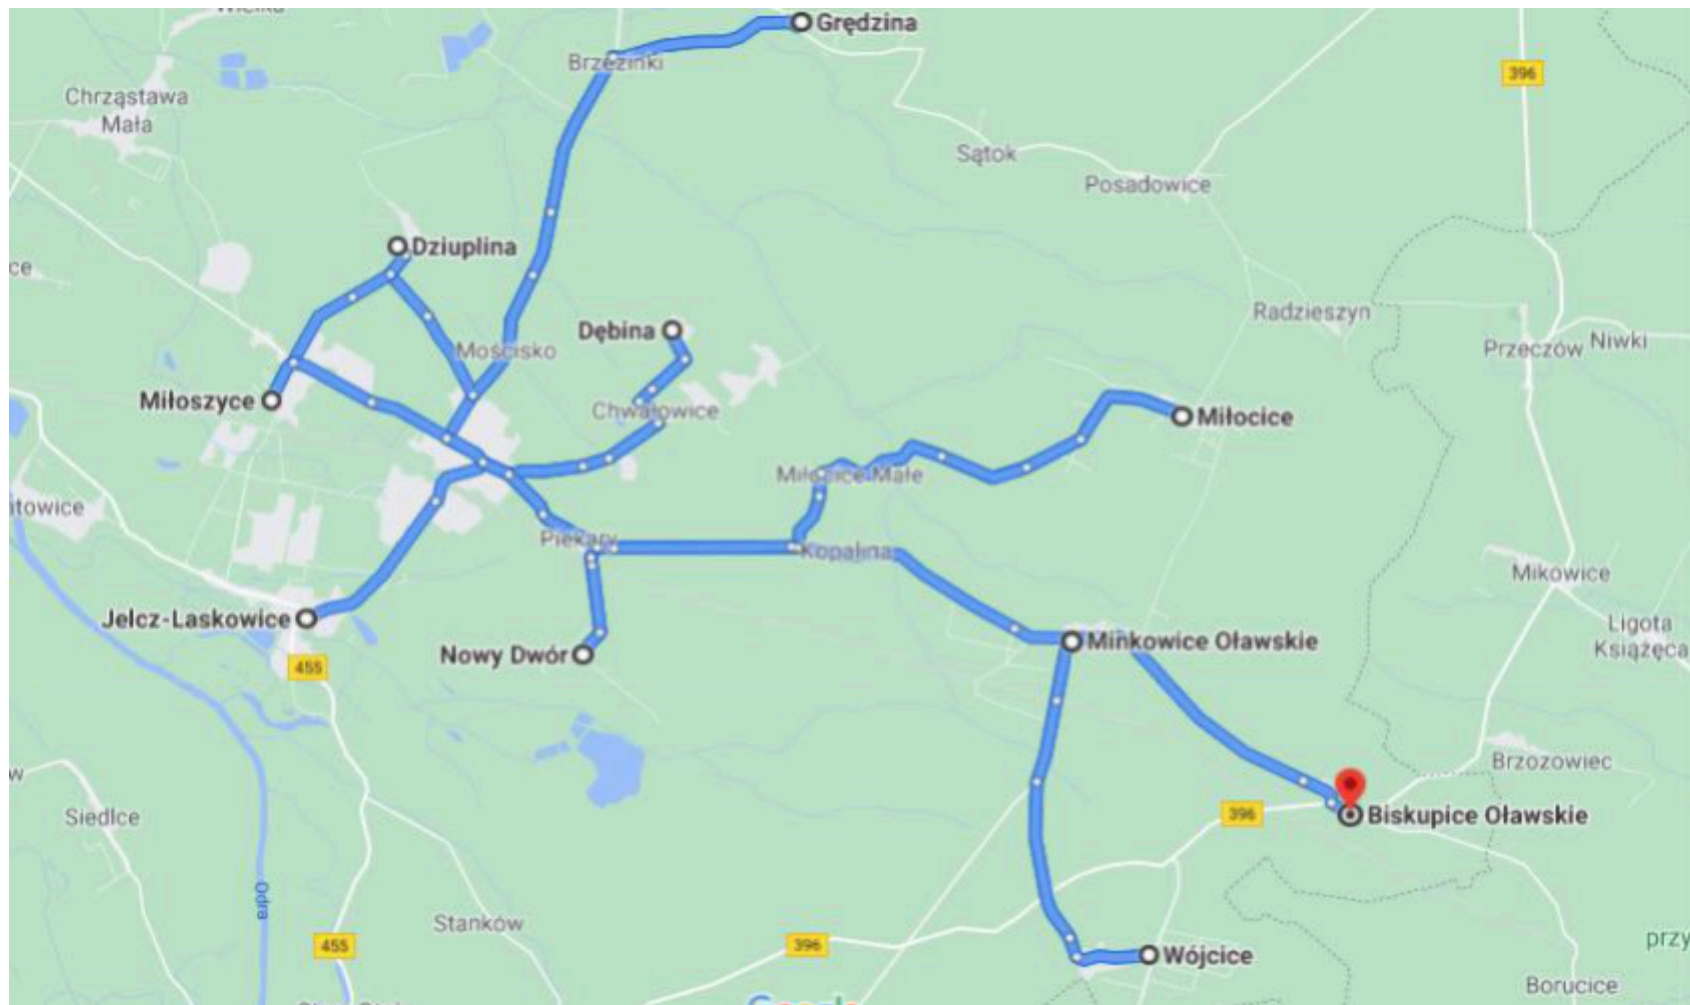 Grędzina
Brzezinki
396
Chrząstawa
Mała
Sątok
Posadowice
Dziuplina
ce
Radzieszyn
Dębina
Mościsko
Przeczów
Niwki
Miłoszyce
Chwałowice
Miłocice
Miłocice Małe
Piekary
Kopalina
Mikowice
Jelcz-Laskowice
Ligota
Książęca
Nowy Dwór
Minkowice Oławskie
455
Brzozowiec
w
Siedlce
396
Biskupice Oławskie
Odra
Stanków
455
396
przy
Wójcice
Borucice